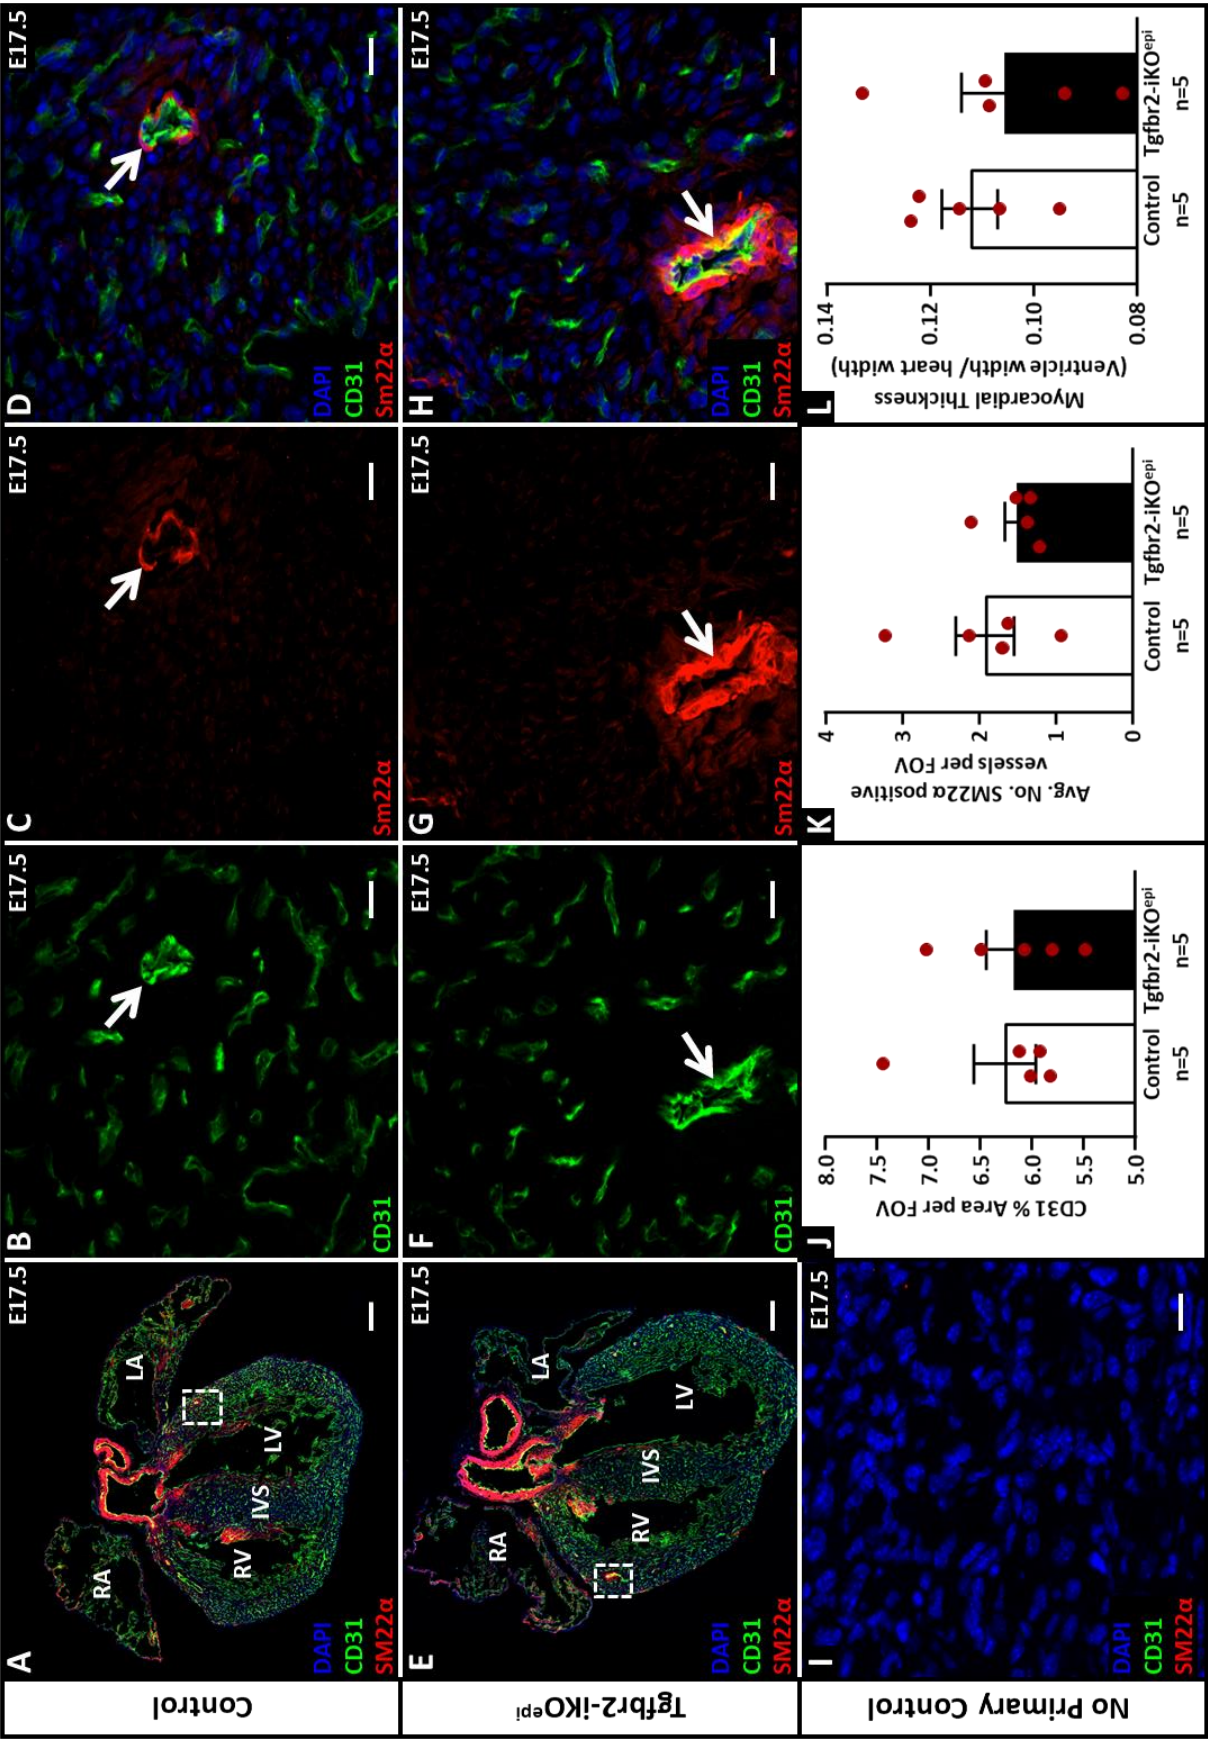 Control
A
E17.5
RA
LA
RV
IVS
LV
DAPI
CD31
SM22α
B
E17.5
CD31
C
E17.5
Sm22α
D
E17.5
DAPI
CD31
Sm22α
Tgfbr2-iKOepi
E
E17.5
RA
LA
RV
IVS
LV
DAPI
CD31
SM22α
F
E17.5
CD31
G
E17.5
Sm22α
H
E17.5
DAPI
CD31
Sm22α
No Primary Control
I
E17.5
DAPI
CD31
SM22α
J
CD31 % Area per FOV
8.0
7.5
7.0
6.5
6.0
5.5
5.0
Control Tgfbr2-iKOepi
n=5 n=5
K
Avg. No. SM22α positive
vessels per FOV
4
3
2
1
0
Control Tgfbr2-iKOepi
n=5 n=5
L
Myocardial Thickness
(Ventricle width/ heart width)
0.14
0.12
0.10
0.08
Control Tgfbr2-iKOepi
n=5 n=5